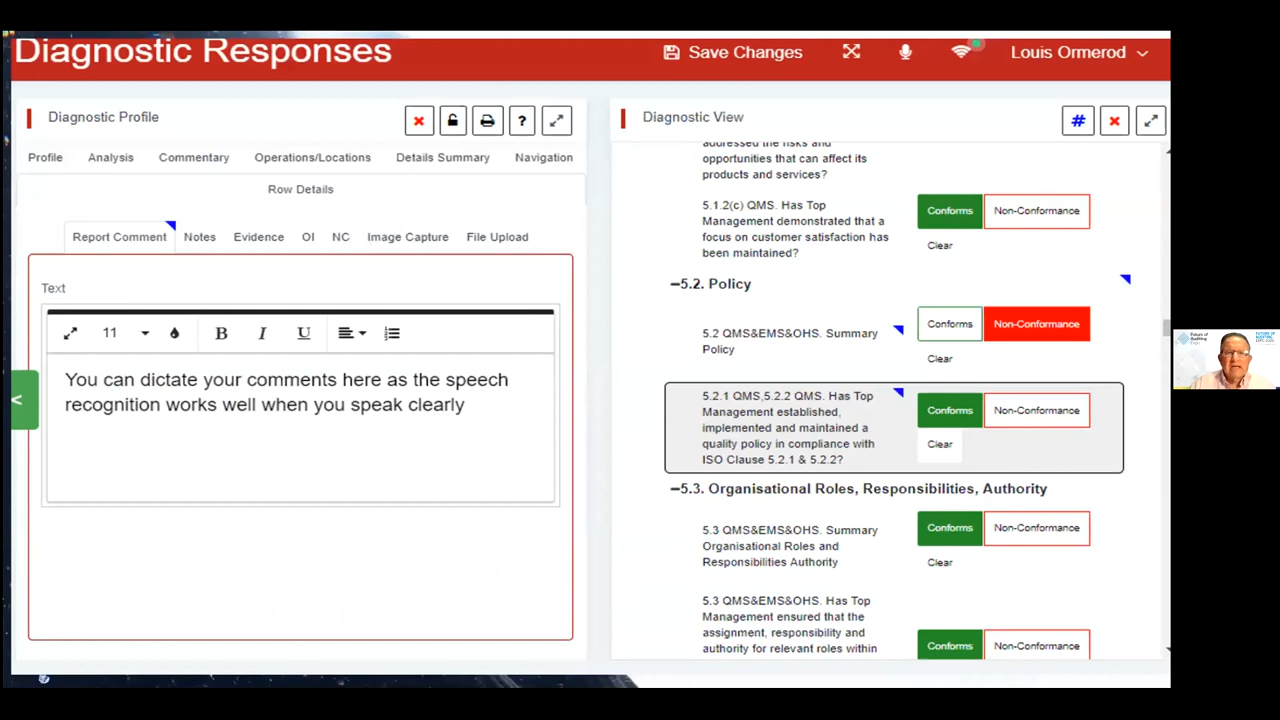 Diagnostic Responses
Save Changes
Louis Ormerod
Diagnostic Profile
?
Profile
Analysis
Commentary
Operations/Locations
Details Summary
Navigation
Row Details
Report Comment
Notes
Evidence
OI
NC
Image Capture
File Upload
Text
11
B
I
U
You can dictate your comments here as the speech
recognition works well when you speak clearly
<
Diagnostic View
#
addressed the risks and
opportunities that can affect its
products and services?
5.1.2(c) QMS. Has Top
Management demonstrated that a
focus on customer satisfaction has
been maintained?
Conforms
Non-Conformance
Clear
–5.2. Policy
5.2 QMS&EMS&OHS. Summary
Policy
Conforms
Non-Conformance
Clear
5.2.1 QMS,5.2.2 QMS. Has Top
Management established,
implemented and maintained a
quality policy in compliance with
ISO Clause 5.2.1 & 5.2.2?
Conforms
Non-Conformance
Clear
–5.3. Organisational Roles, Responsibilities, Authority
5.3 QMS&EMS&OHS. Summary
Organisational Roles and
Responsibilities Authority
Conforms
Non-Conformance
Clear
5.3 QMS&EMS&OHS. Has Top
Management ensured that the
assignment, responsibility and
authority for relevant roles within
Conforms
Non-Conformance